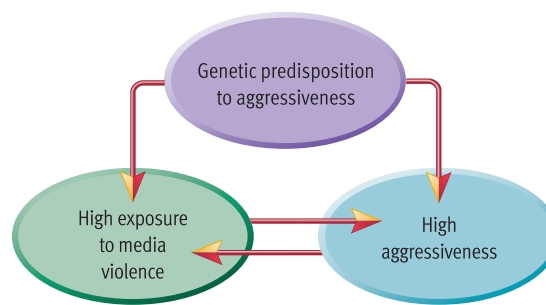 Genetic predisposition
to aggressiveness
High exposure
to media
violence
High
aggressiveness